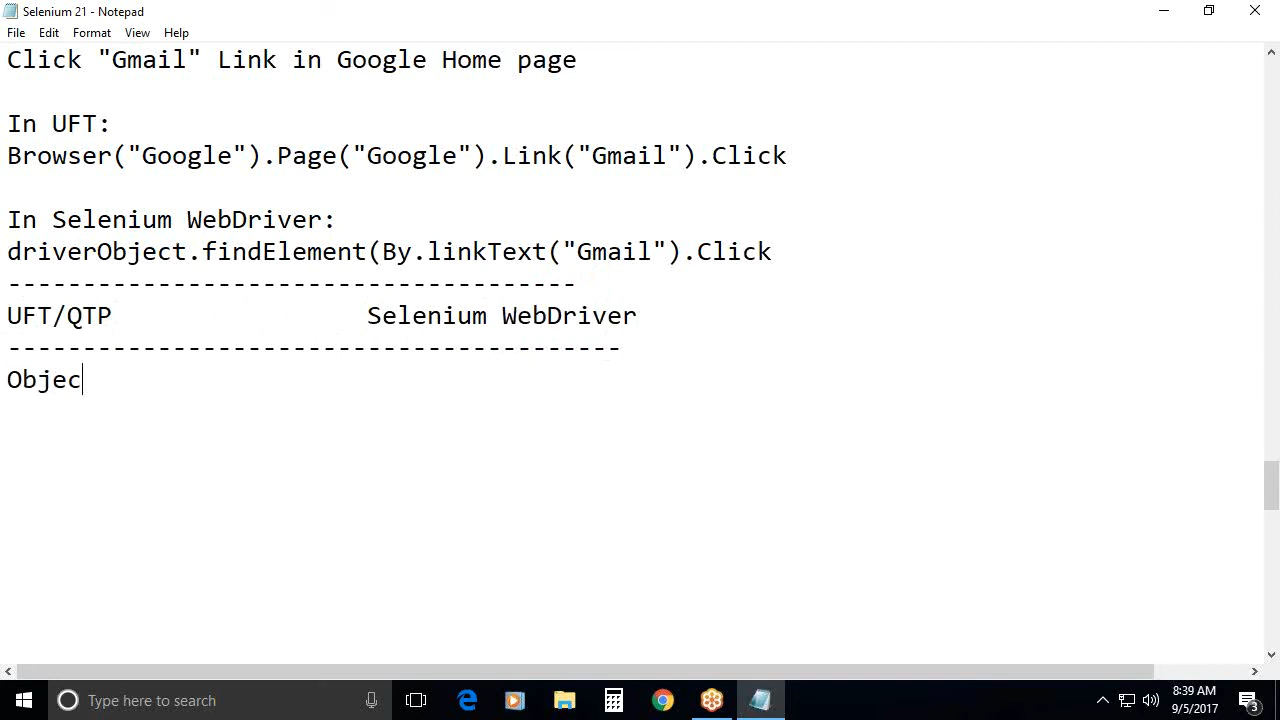 Selenium 21 - Notepad
File Edit Format View Help
Click "Gmail" Link in Google Home page
In UFT:
Browser("Google").Page("Google").Link("Gmail").Click
In Selenium WebDriver:
driverObject.findElement(By.linkText("Gmail").Click
--------------------------------------
UFT/QTP Selenium WebDriver
-----------------------------------------
Objec
Type here to search
8:39 AM
9/5/2017
3